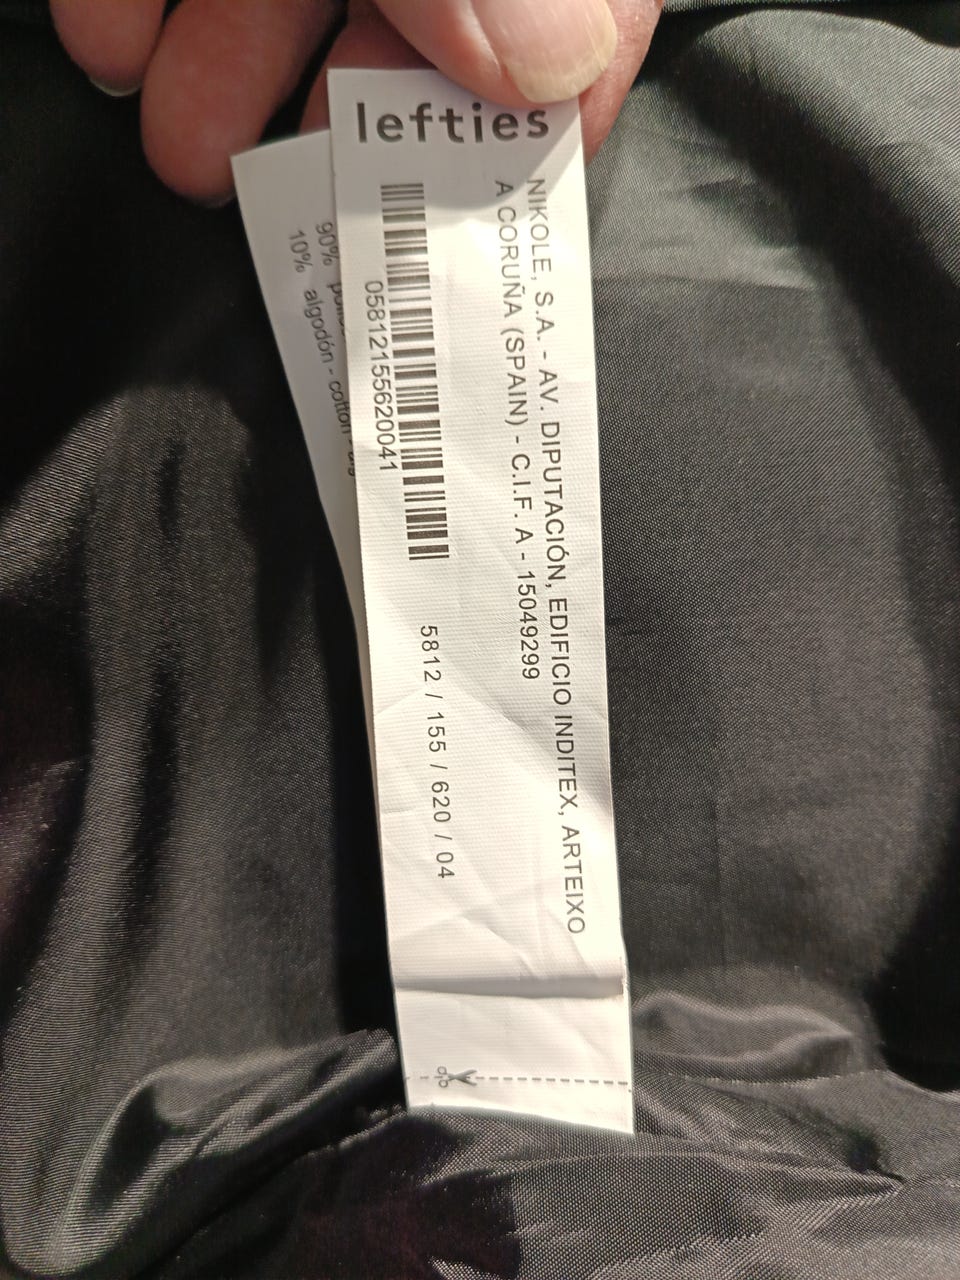 lefties
NIKOLE, S.A. - AV. DIPUTACIÓN, EDIFICIO INDITEX, ARTEIXO
A CORUÑA (SPAIN) - C.I.F. A - 15049299
05812155620041
5812 / 155 / 620 / 04
90%
10% algodón - cotton -